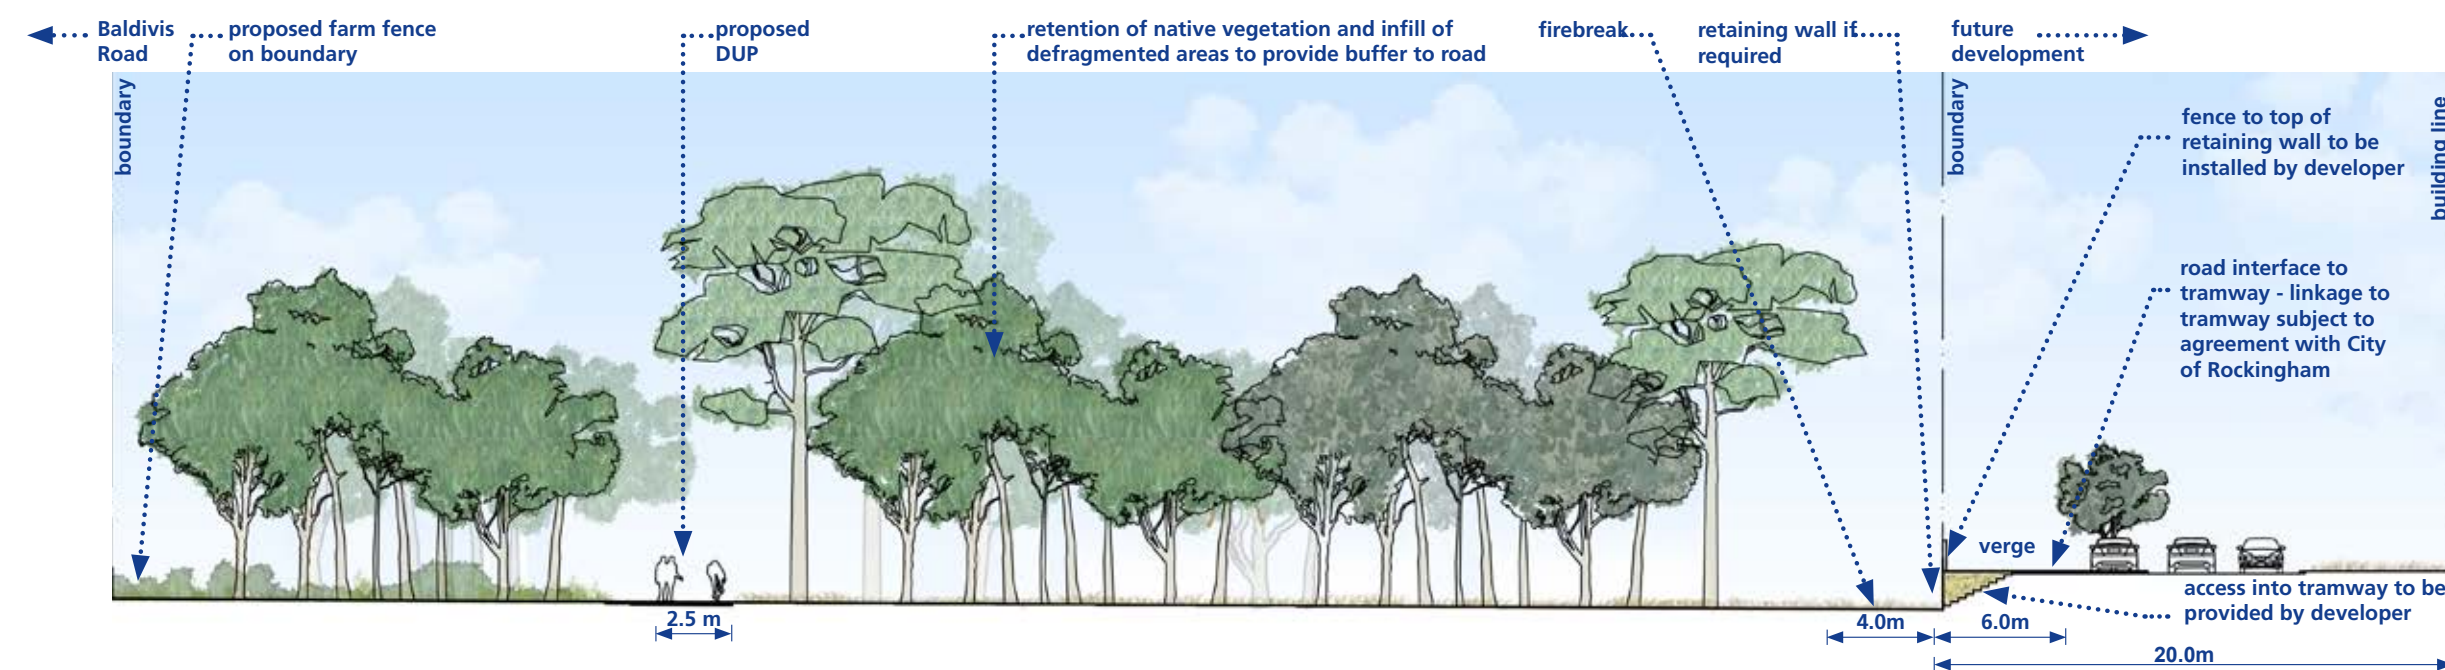 Baldivis
Road
proposed farm fence
on boundary
proposed
DUP
retention of native vegetation and infill of
defragmented areas to provide buffer to road
firebreak
retaining wall if
required
future
development
boundary
boundary
building line
fence to top of
retaining wall to be
installed by developer
road interface to
tramway - linkage to
tramway subject to
agreement with City
of Rockingham
verge
access into tramway to be
provided by developer
2.5 m
4.0m
6.0m
20.0m